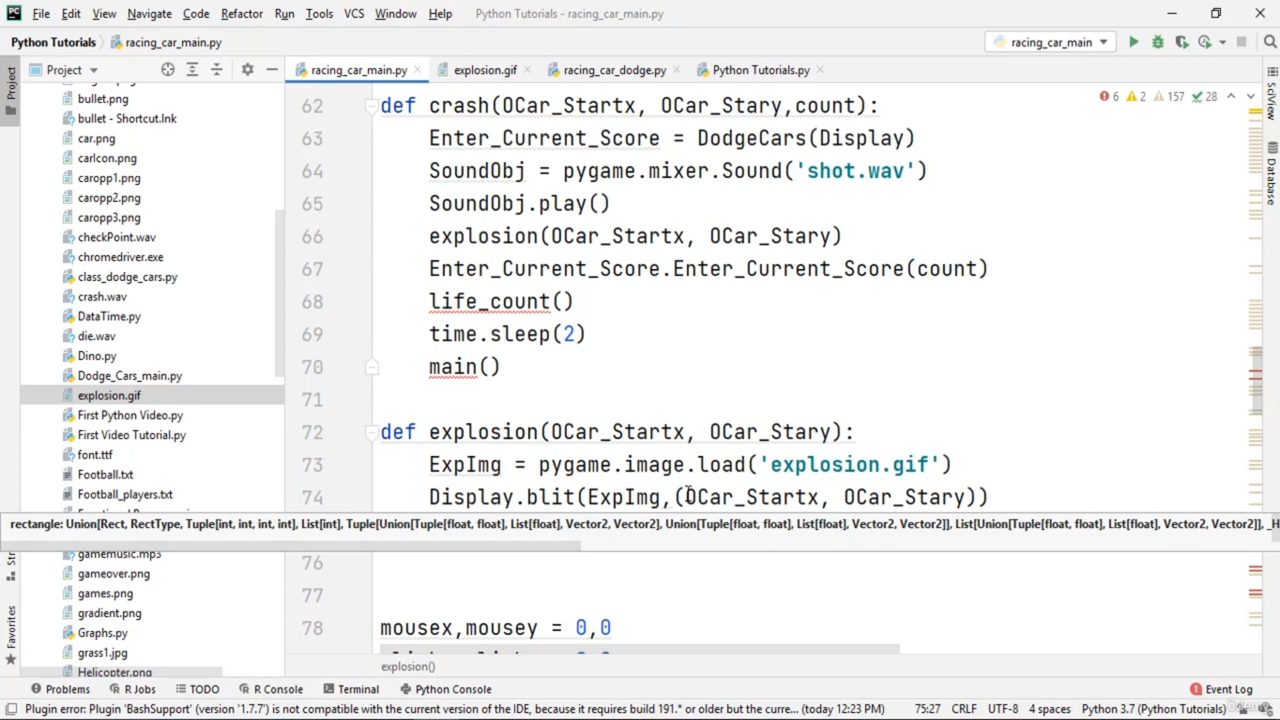 File Edit View Navigate Code Refactor Run Tools VCS Window Help Python Tutorials - racing_car_main.py
Python Tutorials racing_car_main.py racing_car_main
Project racing_car_main.py explosion.gif racing_car_dodge.py Python Tutorials.py
Project
SciView
Database
Favorites
6 2 157 28
bullet.png
bullet - Shortcut.lnk
car.png
carIcon.png
caropp1.png
caropp2.png
caropp3.png
checkPoint.wav
chromedriver.exe
class_dodge_cars.py
crash.wav
DataTime.py
die.wav
Dino.py
Dodge_Cars_main.py
explosion.gif
First Python Video.py
First Video Tutorial.py
font.ttf
Football.txt
Football_players.txt
62 def crash(OCar_Startx, OCar_Stary,count):
63 Enter_Current_Score = Dodgecars(Display)
64 SoundObj = pygame.mixer.Sound('shot.wav')
65 SoundObj.play()
66 explosion(OCar_Startx, OCar_Stary)
67 Enter_Current_Score.Enter_Current_Score(count)
68 life_count()
69 time.sleep(2)
70 main()
71
72 def explosion(OCar_Startx, OCar_Stary):
73 ExpImg = pygame.image.load('explosion.gif')
74 Display.blit(ExpImg,(OCar_Startx, OCar_Stary))
rectangle: Union[Rect, RectType, Tuple[int, int, int, int], List[int], Tuple[Union[Tuple[float, float], List[float], Vector2, Vector2], Union[Tuple[float, float], List[float], Vector2, Vector2]], List[Union[Tuple[float, float], List[float], Vector2, Vector2]], _H
gamemusic.mp3
gameover.png
games.png
gradient.png
Graphs.py
grass1.jpg
Helicopter.png
76
77
78 mousex,mousey = 0,0
explosion()
Problems R Jobs TODO R Console Terminal Python Console Event Log
Plugin error: Plugin 'BashSupport' (version '1.7.7') is not compatible with the current version of the IDE, because it requires build 191.* or older but the curre... (today 12:23 PM) 75:27 CRLF UTF-8 4 spaces Python 3.7 (Python Tutorials)